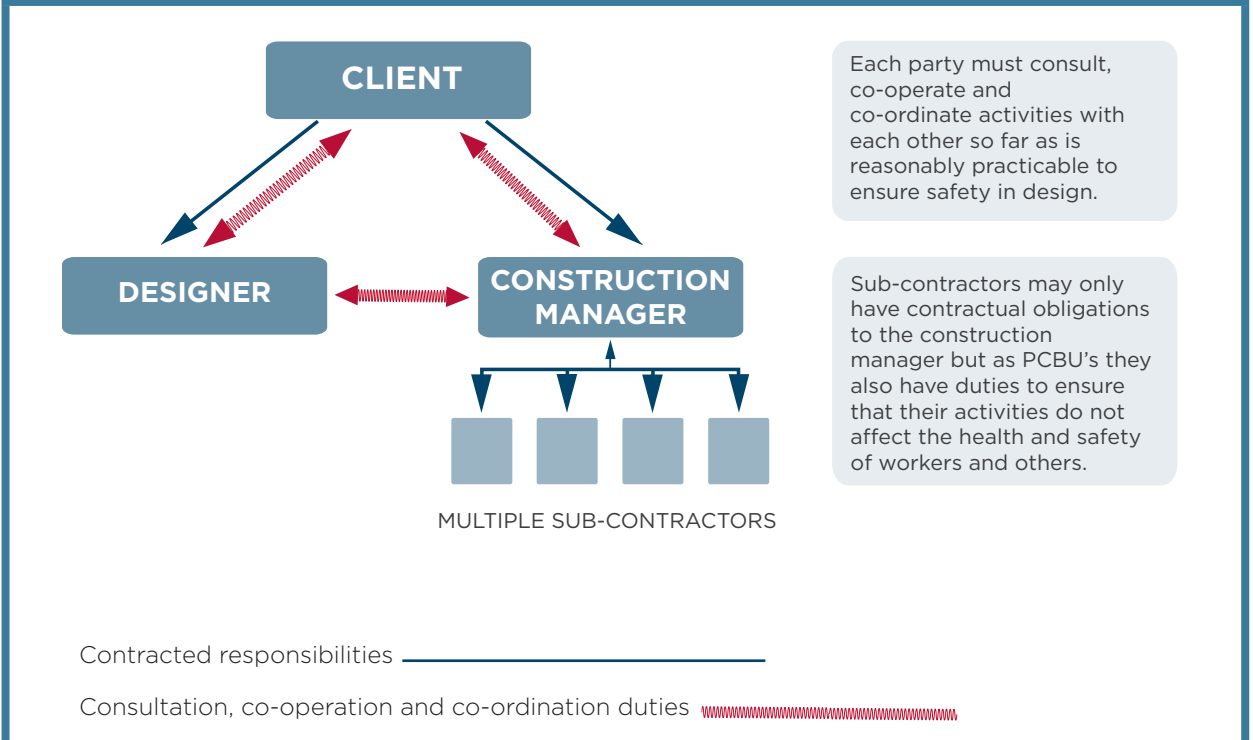 CLIENT
Each party must consult,
co-operate and
co-ordinate activities with
each other so far as is
reasonably practicable to
ensure safety in design.
DESIGNER
CONSTRUCTION
MANAGER
Sub-contractors may only
have contractual obligations
to the construction
manager but as PCBU's they
also have duties to ensure
that their activities do not
affect the health and safety
of workers and others.
MULTIPLE SUB-CONTRACTORS
Contracted responsibilities
Consultation, co-operation and co-ordination duties